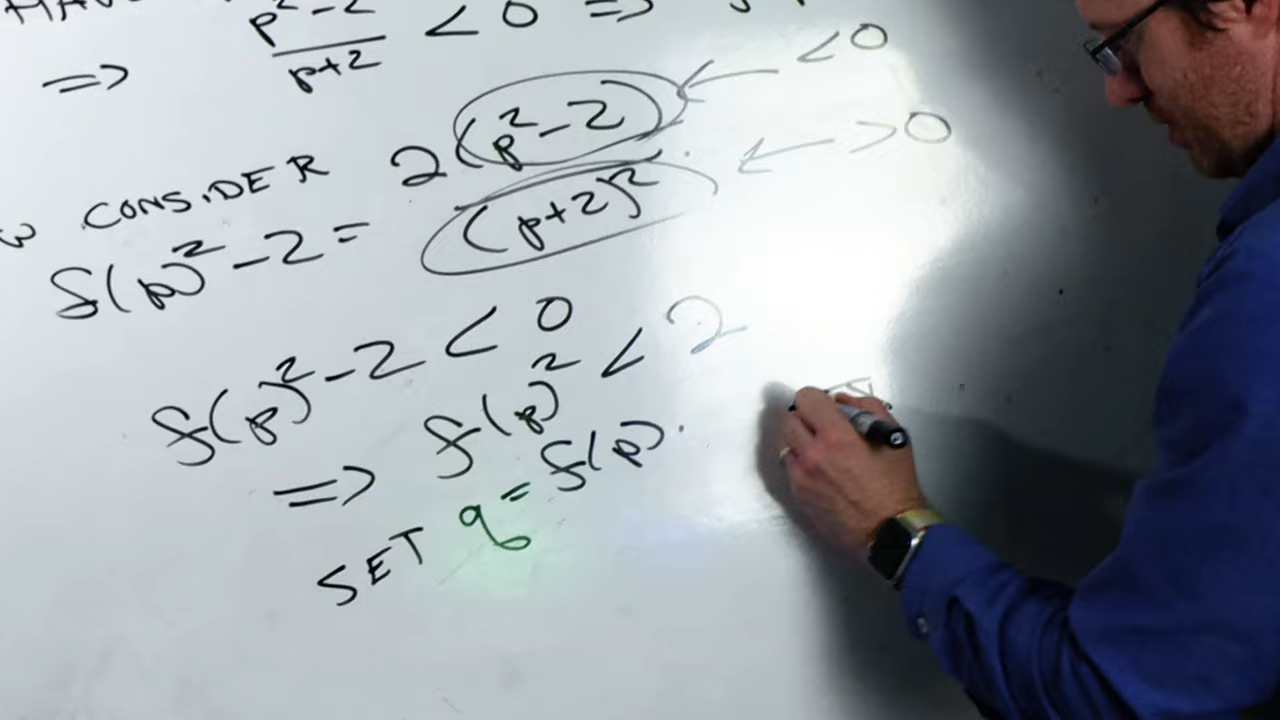 ⇒ p²-2/p+2 < 0 ⇒
< 0
CONSIDER 2(p²-2)
> 0
f(p)²-2 = (p+2)²
f(p)²-2 < 0
⇒ f(p)² < 2
SET q = f(p).